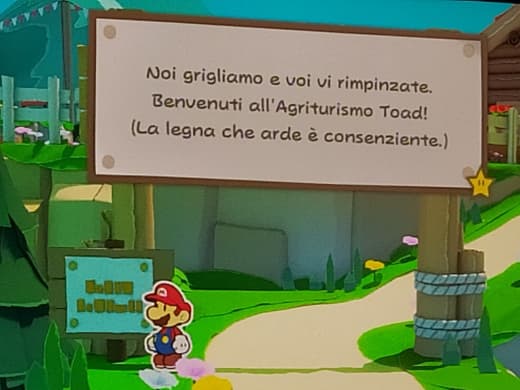 Noi grigliamo e voi vi rimpinzate.
Benvenuti all'Agriturismo Toad!
(La legna che arde è consenziente.)